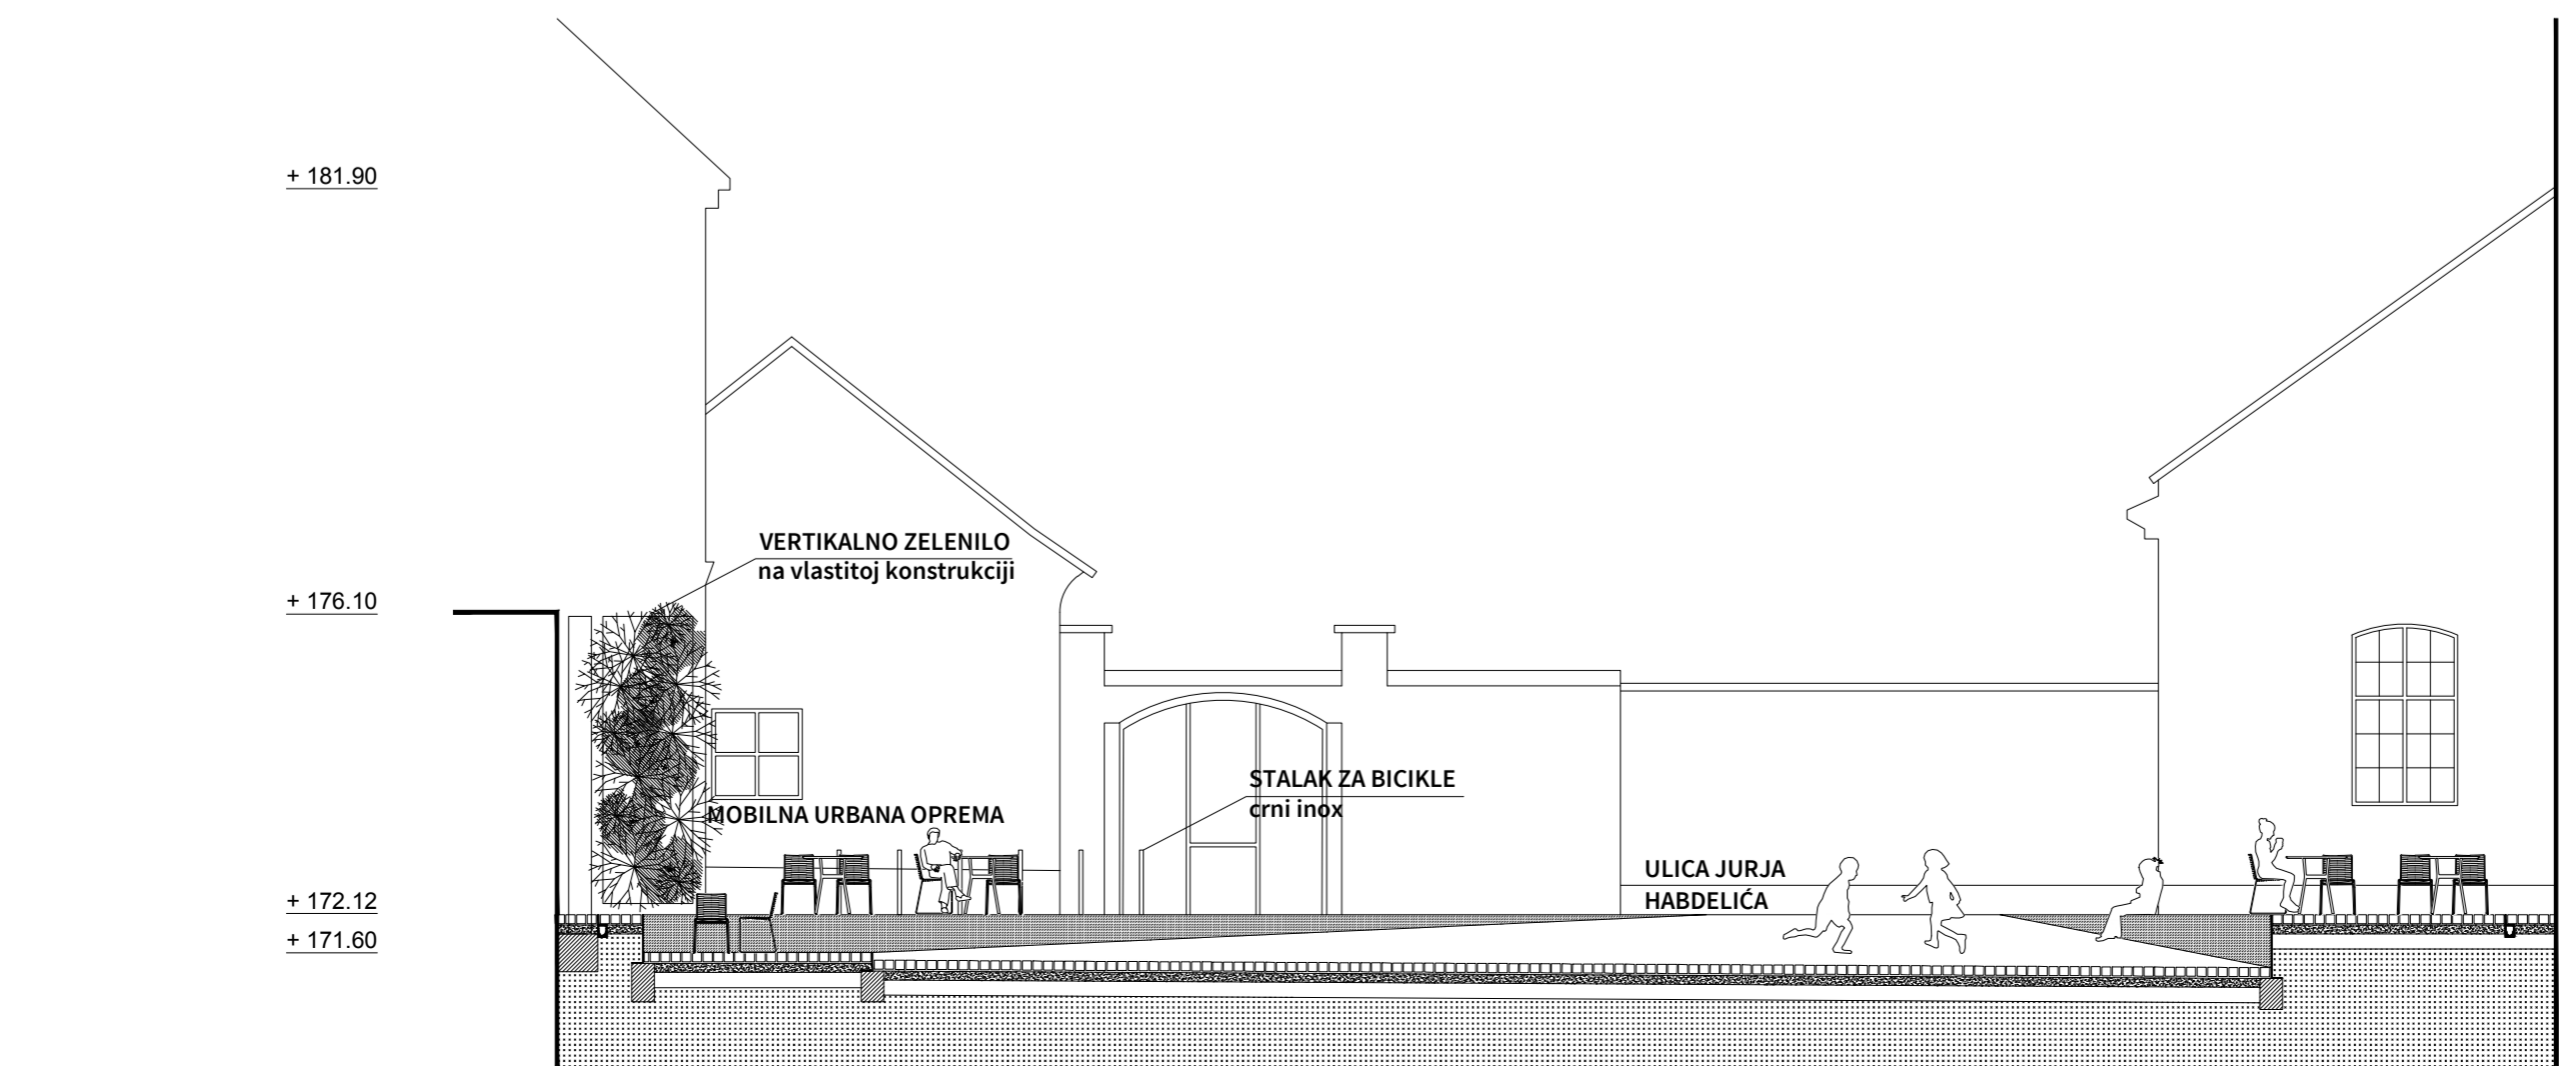 + 181.90
VERTIKALNO ZELENILO
na vlastitoj konstrukciji
+ 176.10
STALAK ZA BICIKLE
crni inox
MOBILNA URBANA OPREMA
ULICA JURJA
HABDELIĆA
+ 172.12
+ 171.60